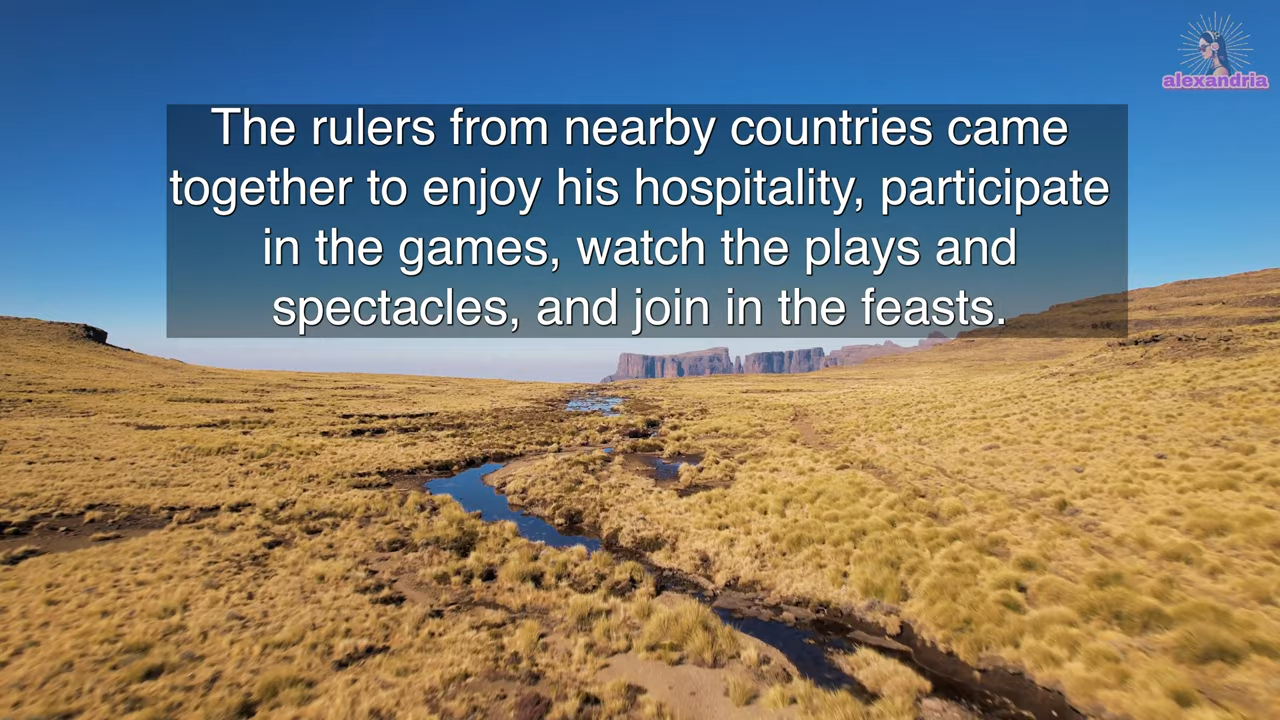 alexandria
The rulers from nearby countries came
together to enjoy his hospitality, participate
in the games, watch the plays and
spectacles, and join in the feasts.